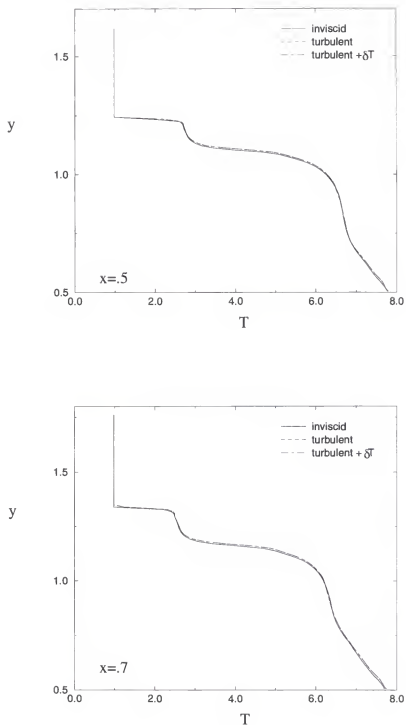 inviscid
turbulent
turbulent +δT
1.5
y
1.0
x=.5
0.5
0.0 2.0 4.0 6.0 8.0
T
inviscid
turbulent
turbulent +δT
1.5
y
1.0
x=.7
0.5
0.0 2.0 4.0 6.0 8.0
T